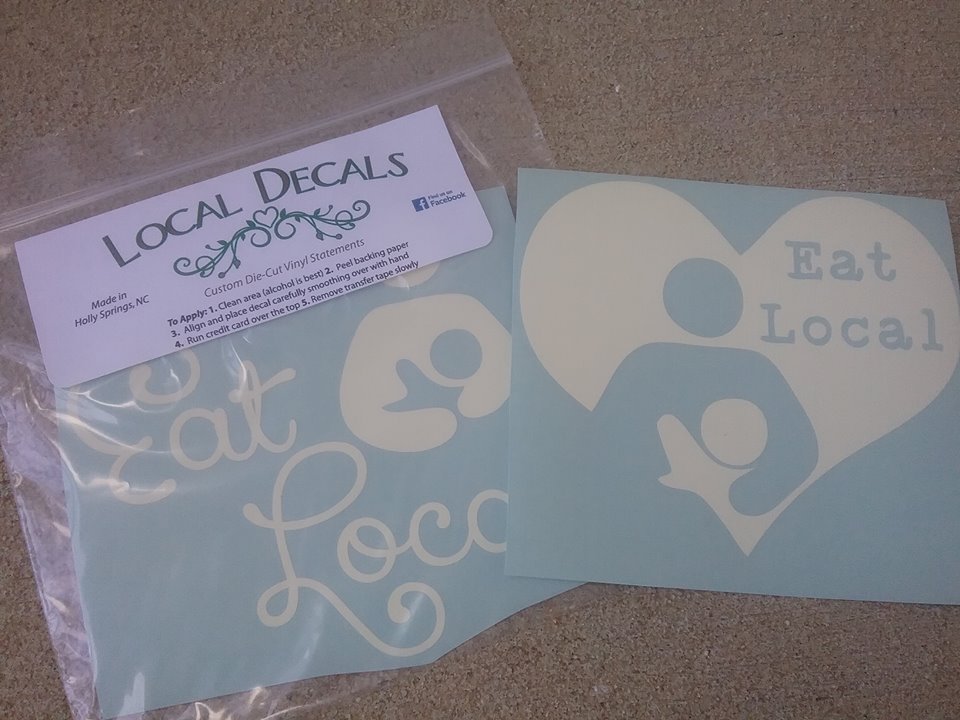 LOCAL DECALS
Find us on
Facebook
Custom Die-Cut Vinyl Statements
Made in
Holly Springs, NC
To Apply: 1. Clean area (alcohol is best) 2. Peel backing paper
3. Align and place decal carefully smoothing over with hand
4. Run credit card over the top 5. Remove transfer tape slowly
Eat
Loca
Eat
Local